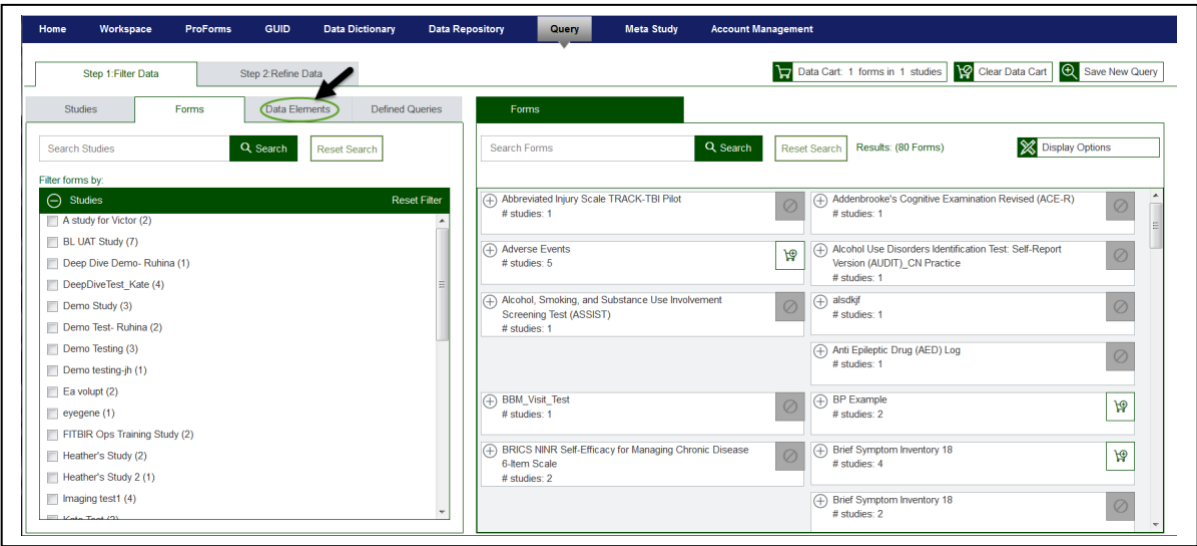 Home Workspace ProForms GUID Data Dictionary Data Repository Query Meta Study Account Management
Step 1:Filter Data Step 2:Refine Data
Data Cart: 1 forms in 1 studies Clear Data Cart Save New Query
Studies Forms Data Elements Defined Queries
Search Studies Search Reset Search
Filter forms by:
Studies Reset Filter
A study for Victor (2)
BL UAT Study (7)
Deep Dive Demo- Ruhina (1)
DeepDiveTest_Kate (4)
Demo Study (3)
Demo Test- Ruhina (2)
Demo Testing (3)
Demo testing-jh (1)
Ea volupt (2)
eyegene (1)
FITBIR Ops Training Study (2)
Heather's Study (2)
Heather's Study 2 (1)
Imaging test1 (4)
Kate Test (2)
Forms
Search Forms Search Reset Search Results: (80 Forms) Display Options
Abbreviated Injury Scale TRACK-TBI Pilot
# studies: 1
Addenbrooke's Cognitive Examination Revised (ACE-R)
# studies: 1
Adverse Events
# studies: 5
Alcohol Use Disorders Identification Test: Self-Report
Version (AUDIT)_CN Practice
# studies: 1
Alcohol, Smoking, and Substance Use Involvement
Screening Test (ASSIST)
# studies: 1
alsdkjf
# studies: 1
Anti Epileptic Drug (AED) Log
# studies: 1
BBM_Visit_Test
# studies: 1
BP Example
# studies: 2
BRICS NINR Self-Efficacy for Managing Chronic Disease
6-Item Scale
# studies: 2
Brief Symptom Inventory 18
# studies: 4
Brief Symptom Inventory 18
# studies: 2